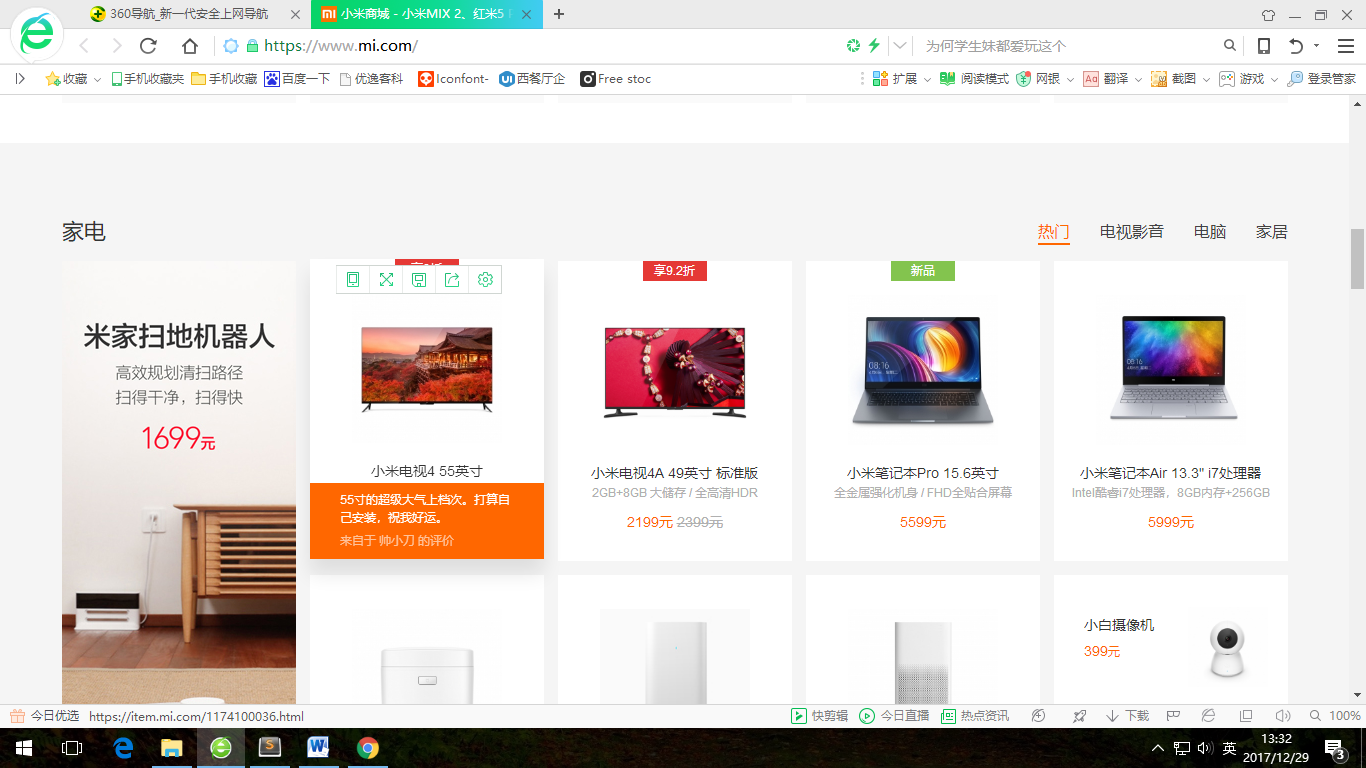 360导航_新一代安全上网导航
小米商城 - 小米MIX 2、红米5 P
https://www.mi.com/
为何学生妹都爱玩这个
收藏 手机收藏夹 手机收藏 百度一下 优逸客科 Iconfont- 西餐厅企 Free stoc
扩展 阅读模式 网银 翻译 截图 游戏 登录管家
家电
热门 电视影音 电脑 家居
米家扫地机器人
高效规划清扫路径
扫得干净，扫得快
1699元
小米电视4 55英寸
55寸的超级大气上档次。打算自
己安装，祝我好运。
来自于 帅小刀 的评价
享9.2折
小米电视4A 49英寸 标准版
2GB+8GB 大储存 / 全高清HDR
2199元 2399元
新品
08:16
小米笔记本Pro 15.6英寸
全金属强化机身 / FHD全贴合屏幕
5599元
08:16
小米笔记本Air 13.3" i7处理器
Intel酷睿i7处理器，8GB内存+256GB
5999元
小白摄像机
399元
今日优选 https://item.mi.com/1174100036.html
快剪辑 今日直播 热点资讯 下载 100%
英
13:32
2017/12/29
3